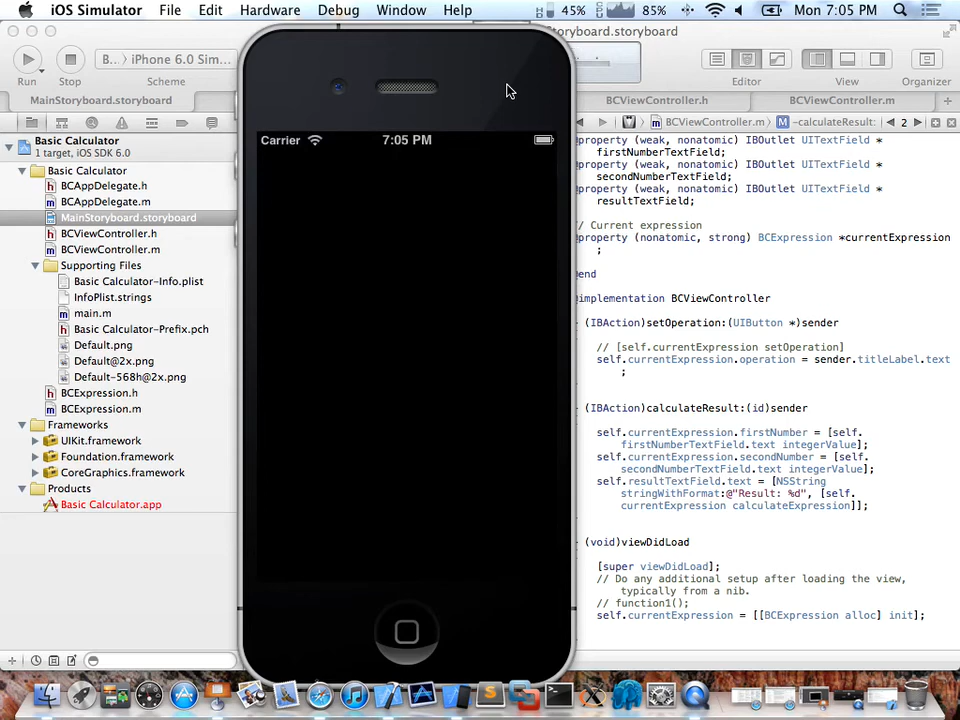 iOS Simulator File Edit Hardware Debug Window Help 45% 85% Mon 7:05 PM
Storyboard.storyboard
B...〉 iPhone 6.0 Sim...
Run Stop Scheme Editor View Organizer
MainStoryboard.storyboard BCViewController.h BCViewController.m
BCViewController.m -calculateResult: 2
Basic Calculator
1 target, iOS SDK 6.0
Basic Calculator
BCAppDelegate.h
BCAppDelegate.m
MainStoryboard.storyboard
BCViewController.h
BCViewController.m
Supporting Files
Basic Calculator-Info.plist
InfoPlist.strings
main.m
Basic Calculator-Prefix.pch
Default.png
Default@2x.png
Default-568h@2x.png
BCExpression.h
BCExpression.m
Frameworks
UIKit.framework
Foundation.framework
CoreGraphics.framework
Products
Basic Calculator.app
Carrier 7:05 PM
property (weak, nonatomic) IBOutlet UITextField *
firstNumberTextField;
property (weak, nonatomic) IBOutlet UITextField *
secondNumberTextField;
property (weak, nonatomic) IBOutlet UITextField *
resultTextField;
// Current expression
property (nonatomic, strong) BCExpression *currentExpression
;
end
implementation BCViewController
(IBAction)setOperation:(UIButton *)sender
// [self.currentExpression setOperation]
self.currentExpression.operation = sender.titleLabel.text
;
(IBAction)calculateResult:(id)sender
self.currentExpression.firstNumber = [self.
firstNumberTextField.text integerValue];
self.currentExpression.secondNumber = [self.
secondNumberTextField.text integerValue];
self.resultTextField.text = [NSString
stringWithFormat:@"Result: %d", [self.
currentExpression calculateExpression]];
(void)viewDidLoad
[super viewDidLoad];
// Do any additional setup after loading the view,
typically from a nib.
// function1();
self.currentExpression = [[BCExpression alloc] init];